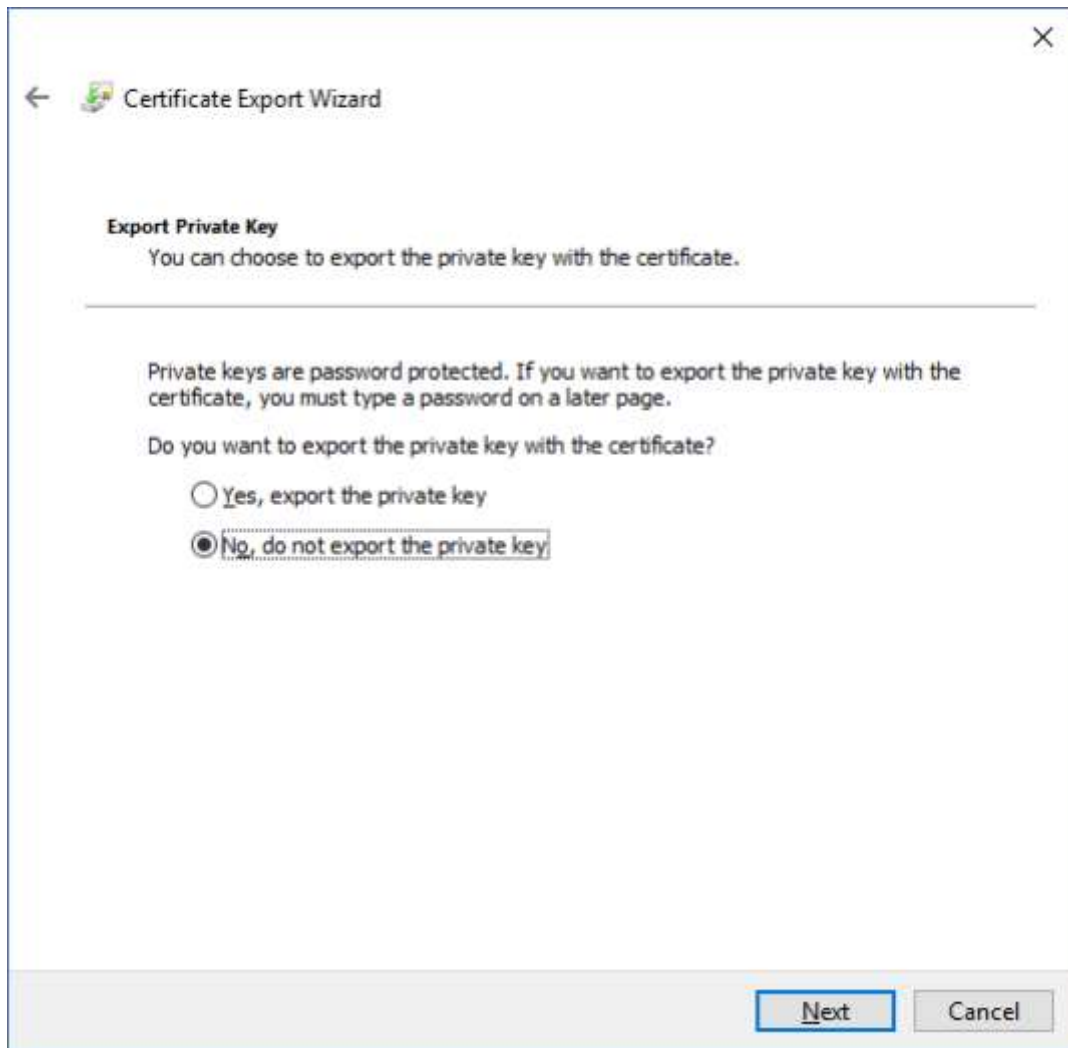 Certificate Export Wizard
Export Private Key
You can choose to export the private key with the certificate.
Private keys are password protected. If you want to export the private key with the
certificate, you must type a password on a later page.
Do you want to export the private key with the certificate?
Yes, export the private key
No, do not export the private key
Next
Cancel